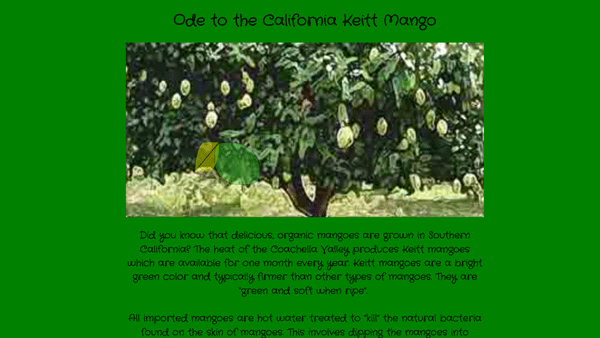 Ode to the California Keitt Mango
Did you know that delicious, organic mangoes are grown in Southern
California? The heat of the Coachella Valley produces Keitt mangoes
which are available for one month every year. Keitt mangoes are a bright
green color and typically firmer than other types of mangoes. They are
"green and soft when ripe".
All imported mangoes are hot water treated to "kill" the natural bacteria
found on the skin of mangoes. This involves dipping the mangoes into